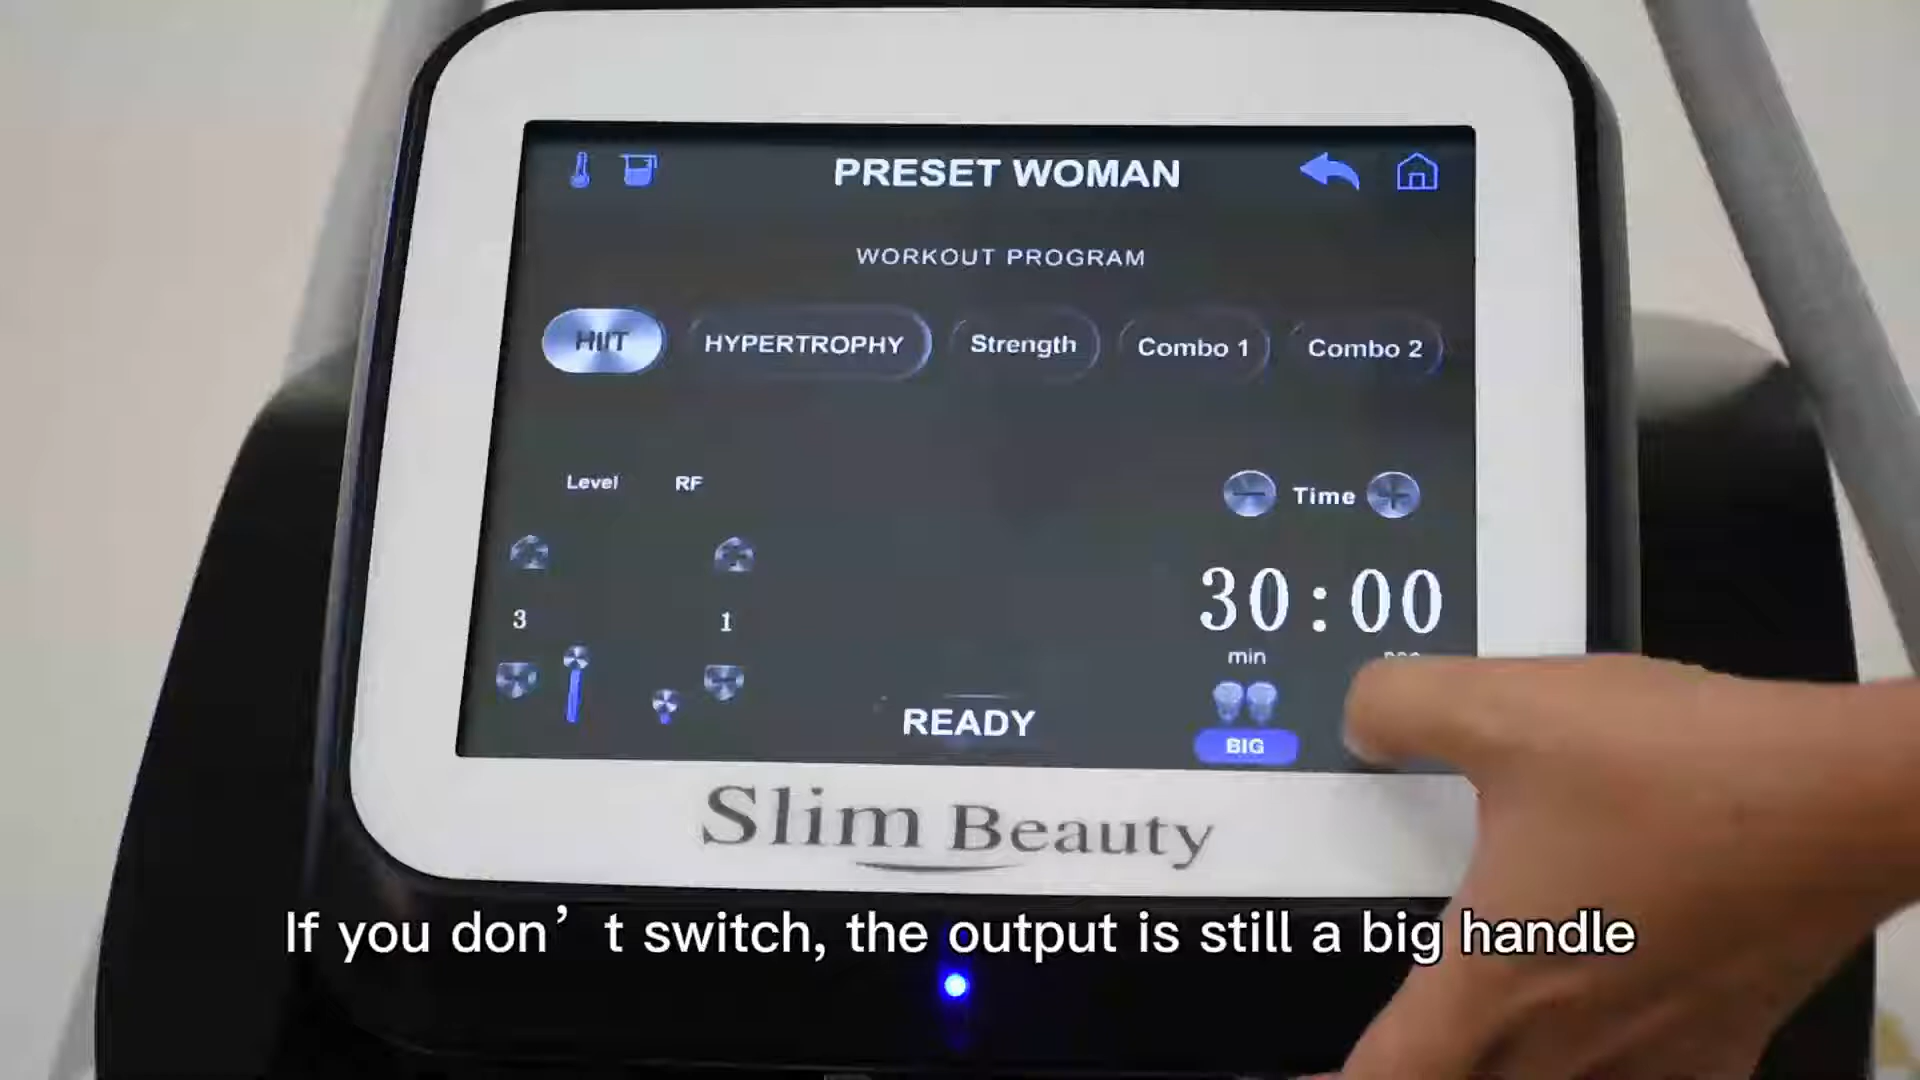 PRESET WOMAN
WORKOUT PROGRAM
HIIT HYPERTROPHY Strength Combo 1 Combo 2
Level RF Time
30:00
3 1
min
READY
BIG
Slim Beauty
If you don’t switch, the output is still a big handle